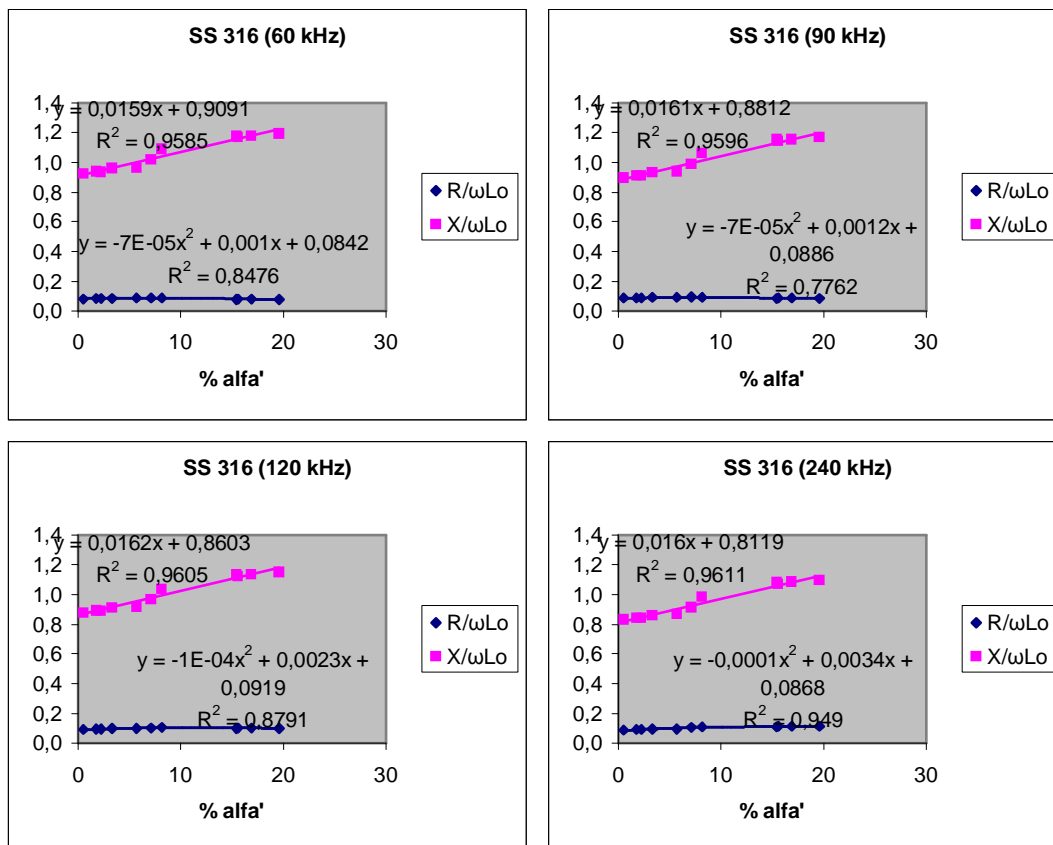 SS 316 (60 kHz)
y = 0,0159x + 0,9091
R² = 0,9585
y = -7E-05x² + 0,001x + 0,0842
R² = 0,8476
1,4
1,2
1,0
0,8
0,6
0,4
0,2
0,0
0 10 20 30
% alfa'
R/ωLo
X/ωLo
SS 316 (90 kHz)
y = 0,0161x + 0,8812
R² = 0,9596
y = -7E-05x² + 0,0012x +
0,0886
R² = 0,7762
1,4
1,2
1,0
0,8
0,6
0,4
0,2
0,0
0 10 20 30
% alfa'
R/ωLo
X/ωLo
SS 316 (120 kHz)
y = 0,0162x + 0,8603
R² = 0,9605
y = -1E-04x² + 0,0023x +
0,0919
R² = 0,8791
1,4
1,2
1,0
0,8
0,6
0,4
0,2
0,0
0 10 20 30
% alfa'
R/ωLo
X/ωLo
SS 316 (240 kHz)
y = 0,016x + 0,8119
R² = 0,9611
y = -0,0001x² + 0,0034x +
0,0868
R² = 0,949
1,4
1,2
1,0
0,8
0,6
0,4
0,2
0,0
0 10 20 30
% alfa'
R/ωLo
X/ωLo